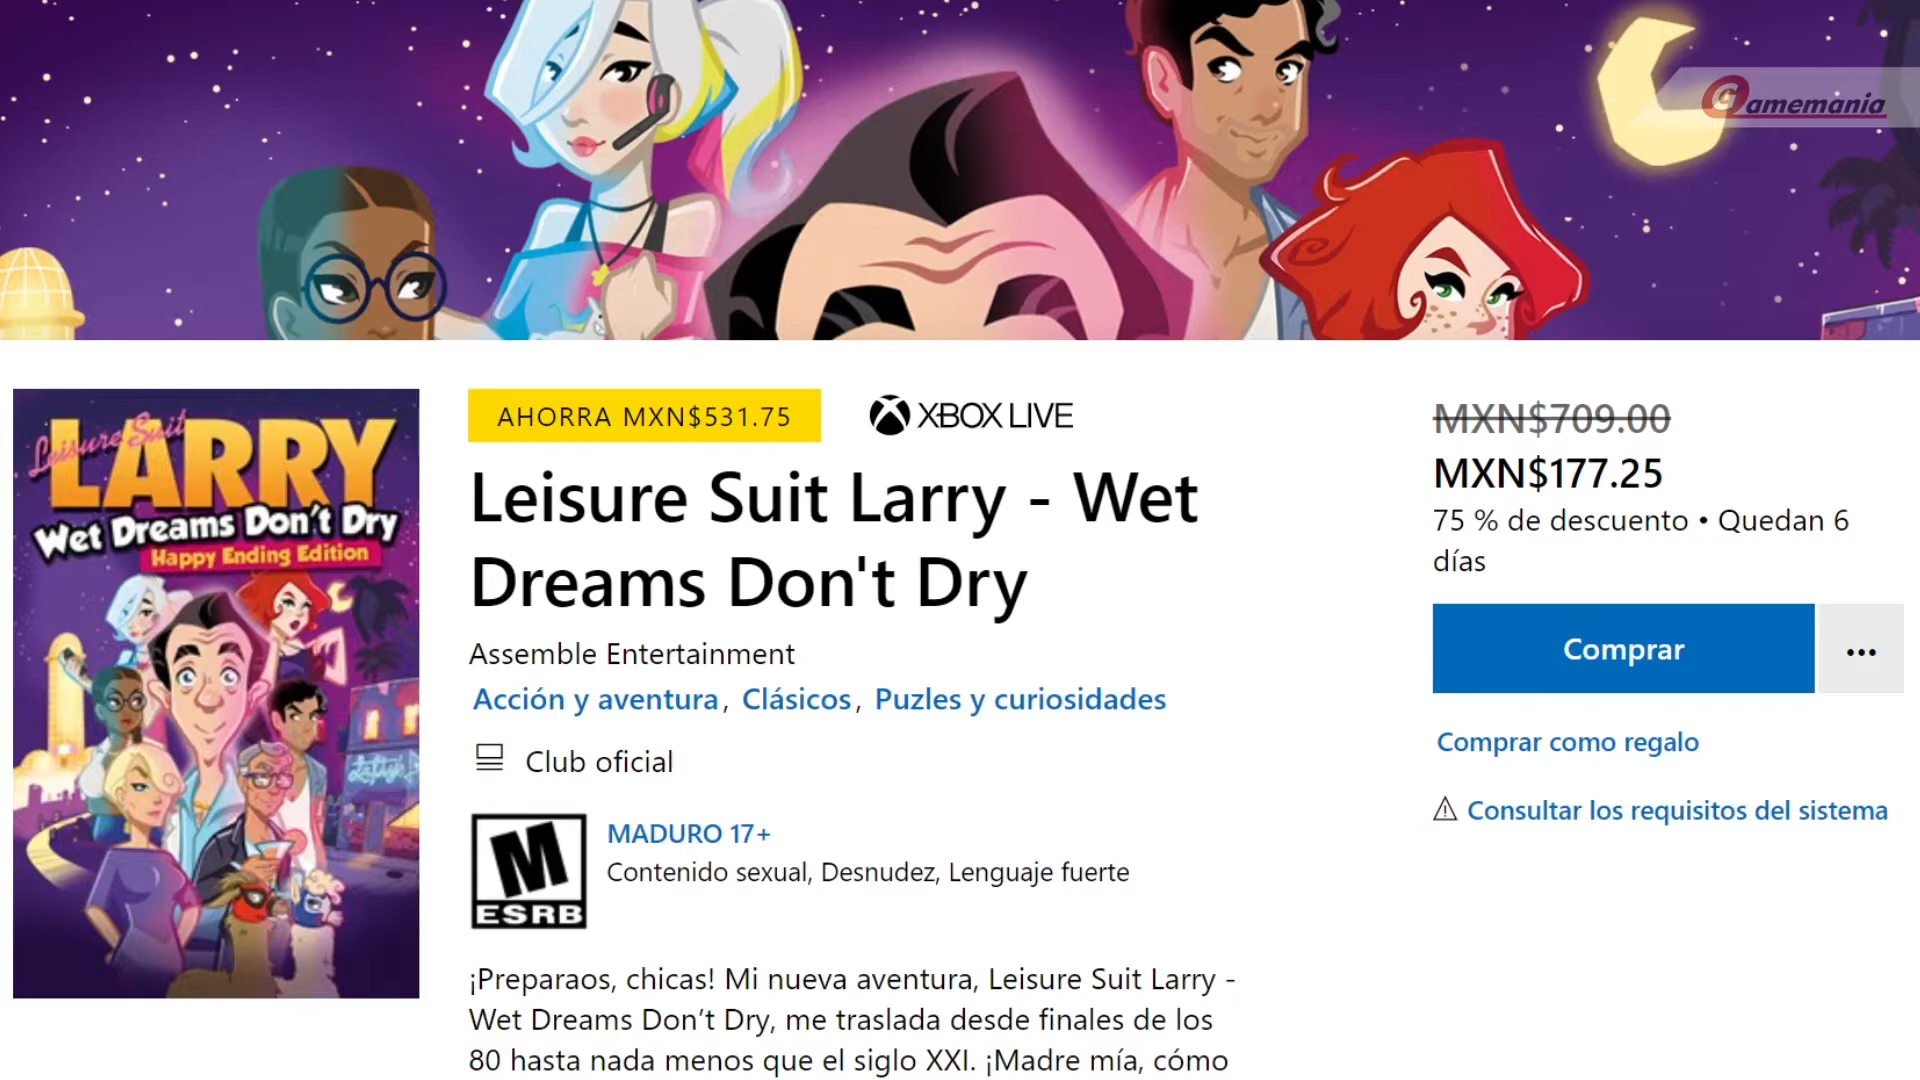 Gamemania
Leisure Suit
LARRY
Wet Dreams Don't Dry
Happy Ending Edition
Lefty's
AHORRA MXN$531.75
XBOX LIVE
Leisure Suit Larry - Wet
Dreams Don't Dry
Assemble Entertainment
Acción y aventura, Clásicos, Puzles y curiosidades
Club oficial
M
ESRB
MADURO 17+
Contenido sexual, Desnudez, Lenguaje fuerte
¡Preparaos, chicas! Mi nueva aventura, Leisure Suit Larry -
Wet Dreams Don’t Dry, me traslada desde finales de los
80 hasta nada menos que el siglo XXI. ¡Madre mía, cómo
MXN$709.00
MXN$177.25
75 % de descuento • Quedan 6
días
Comprar
...
Comprar como regalo
Consultar los requisitos del sistema